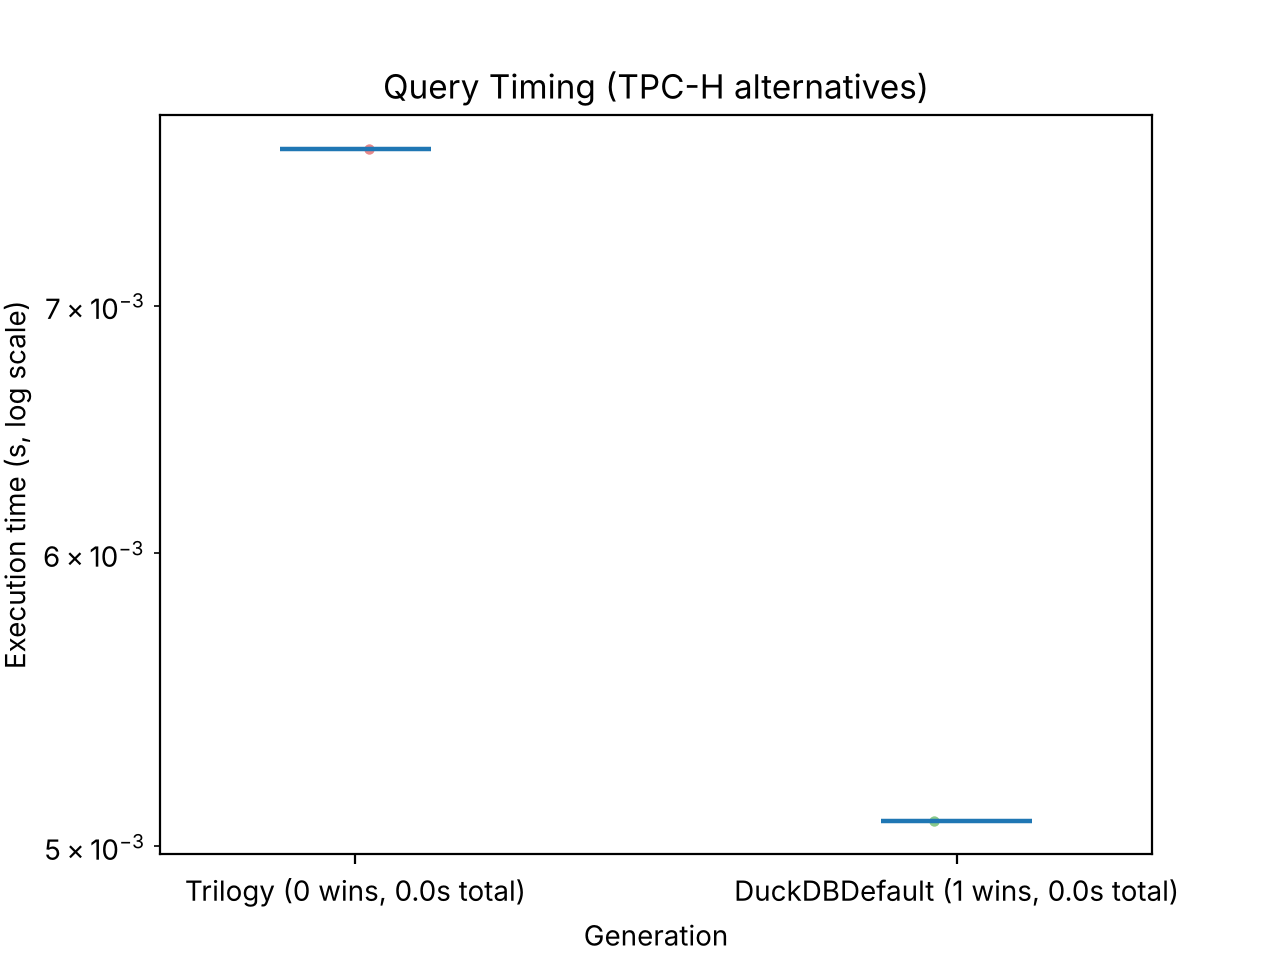 Query Timing (TPC-H alternatives)
Execution time (s, log scale)
7 × 10⁻³
6 × 10⁻³
5 × 10⁻³
Trilogy (0 wins, 0.0s total)
DuckDBDefault (1 wins, 0.0s total)
Generation